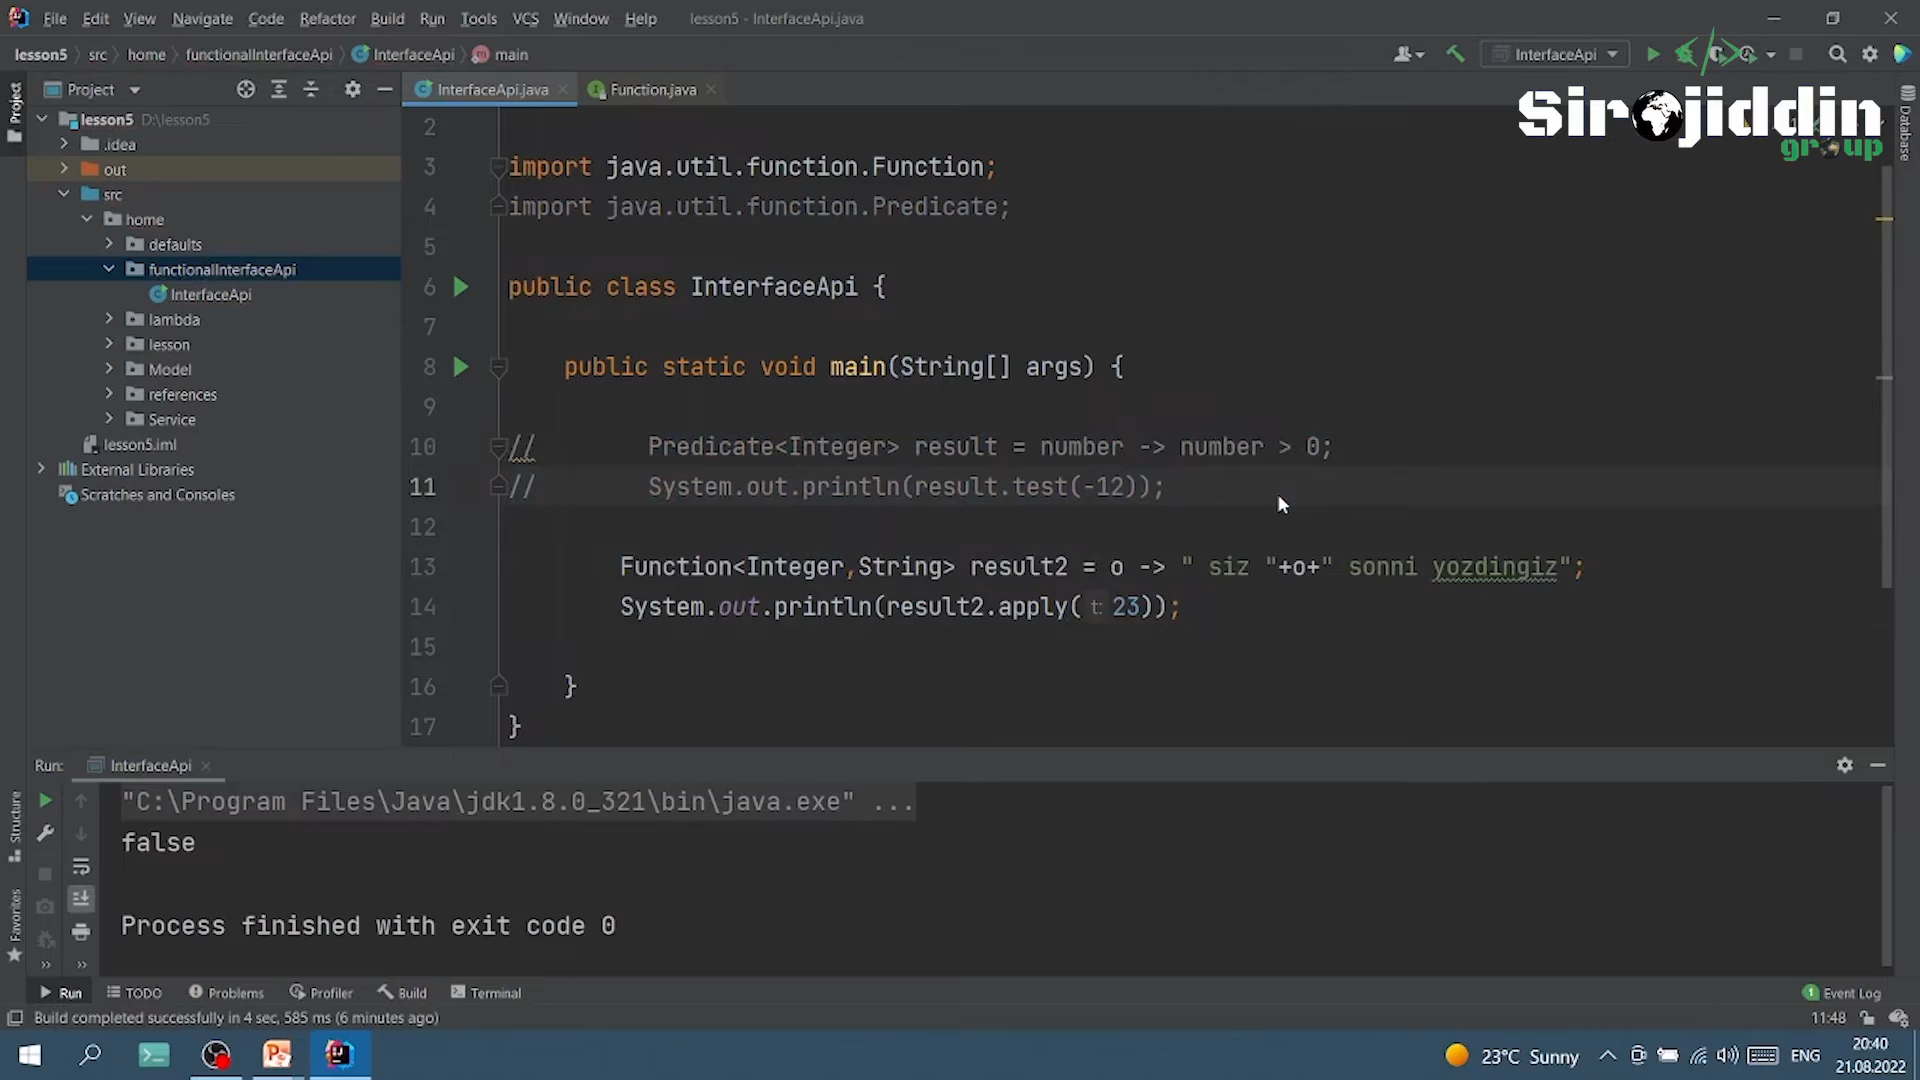 File Edit View Navigate Code Refactor Build Run Tools VCS Window Help lesson5 - InterfaceApi.java
lesson5 src home functionalInterfaceApi InterfaceApi main InterfaceApi
Project Project InterfaceApi.java Function.java
Sirojiddin
group
Database
lesson5 D:\lesson5
.idea
out
src
home
defaults
functionalInterfaceApi
InterfaceApi
lambda
lesson
Model
references
Service
lesson5.iml
External Libraries
Scratches and Consoles
2
3 import java.util.function.Function;
4 import java.util.function.Predicate;
5
6 public class InterfaceApi {
7
8 public static void main(String[] args) {
9
10 // Predicate<Integer> result = number -> number > 0;
11 // System.out.println(result.test(-12));
12
13 Function<Integer,String> result2 = o -> " siz "+o+" sonni yozdingiz";
14 System.out.println(result2.apply( t: 23));
15
16 }
17 }
Run: InterfaceApi
"C:\Program Files\Java\jdk1.8.0_321\bin\java.exe" ...
false
Process finished with exit code 0
Structure
Favorites
Run TODO Problems Profiler Build Terminal 1 Event Log
Build completed successfully in 4 sec, 585 ms (6 minutes ago) 11:48
23°C Sunny ENG 20:40
21.08.2022